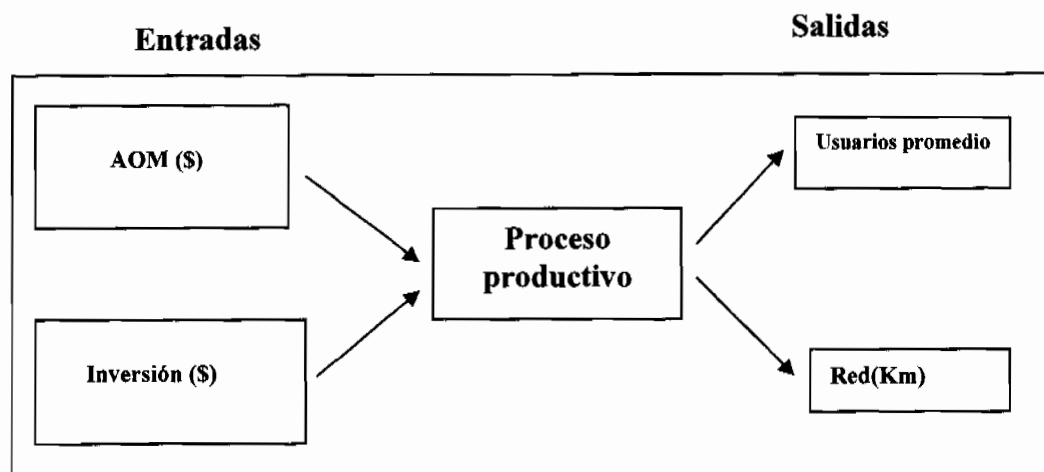 Entradas
Salidas
AOM ($)
Usuarios promedio
Proceso
productivo
Inversión ($)
Red(Km)